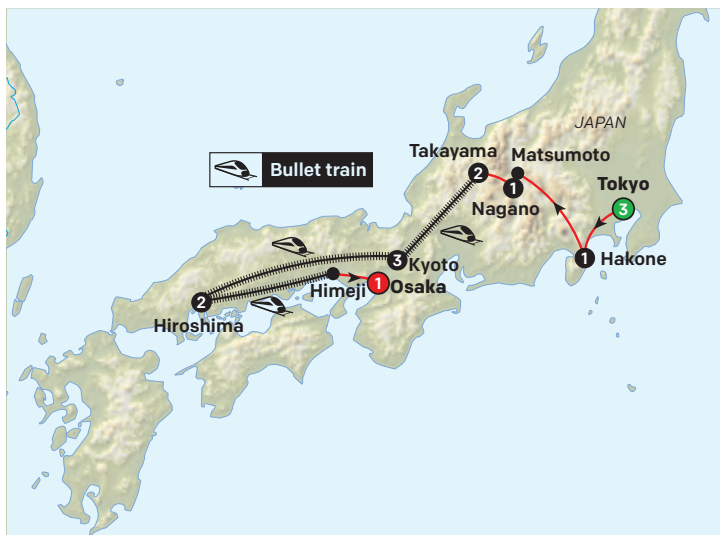 JAPAN
Takayama
Matsumoto
2
1
Nagano
Tokyo
3
Bullet train
1
Hakone
3
Kyoto
Himeji
1
Osaka
2
Hiroshima